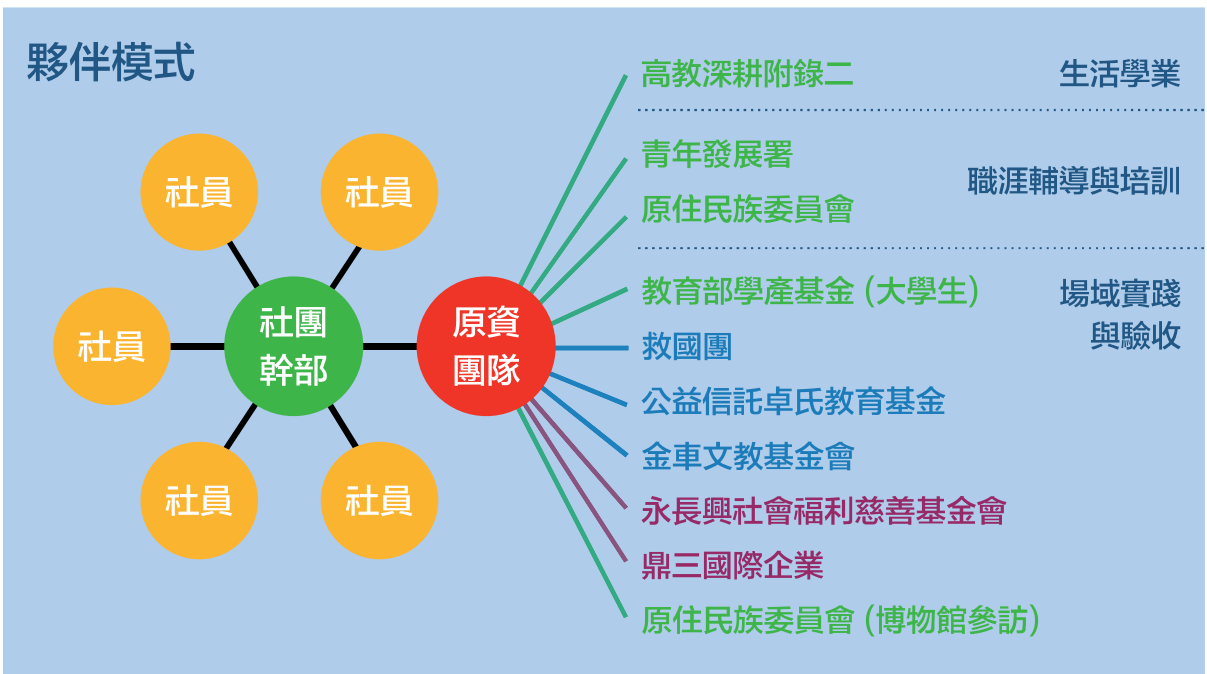 夥伴模式
社員
社員
社員
社員
社員
社團
幹部
原資
團隊
高教深耕附錄二
生活學業
青年發展署
原住民族委員會
職涯輔導與培訓
教育部學產基金 (大學生)
救國團
公益信託卓氏教育基金
金車文教基金會
永長興社會福利慈善基金會
鼎三國際企業
原住民族委員會 (博物館參訪)
場域實踐
與驗收